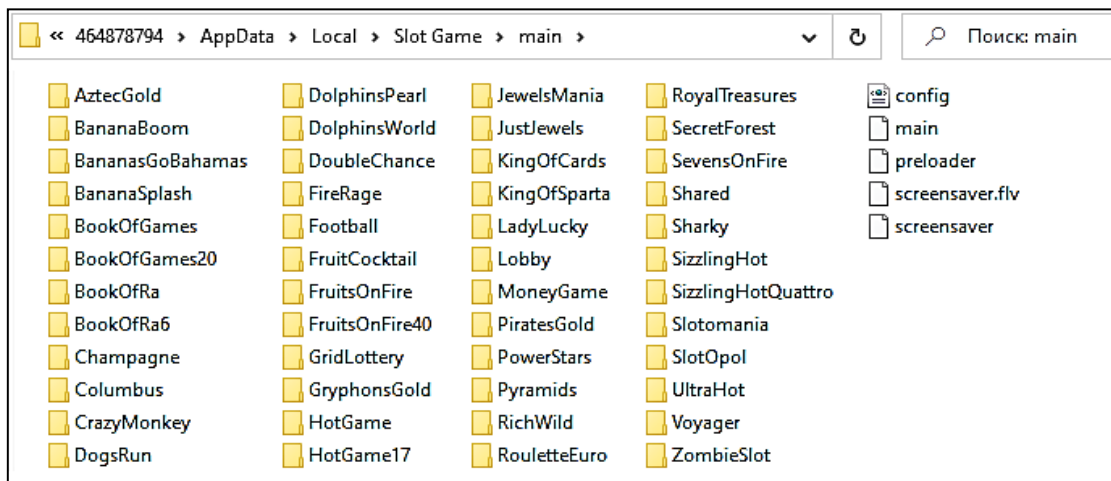 « 464878794 > AppData > Local > Slot Game > main >
Поиск: main
AztecGold
BananaBoom
BananasGoBahamas
BananaSplash
BookOfGames
BookOfGames20
BookOfRa
BookOfRa6
Champagne
Columbus
CrazyMonkey
DogsRun
DolphinsPearl
DolphinsWorld
DoubleChance
FireRage
Football
FruitCocktail
FruitsOnFire
FruitsOnFire40
GridLottery
GryphonsGold
HotGame
HotGame17
JewelsMania
JustJewels
KingOfCards
KingOfSparta
LadyLucky
Lobby
MoneyGame
PiratesGold
PowerStars
Pyramids
RichWild
RouletteEuro
RoyalTreasures
SecretForest
SevensOnFire
Shared
Sharky
SizzlingHot
SizzlingHotQuattro
Slotomania
SlotOpol
UltraHot
Voyager
ZombieSlot
config
main
preloader
screensaver.flv
screensaver